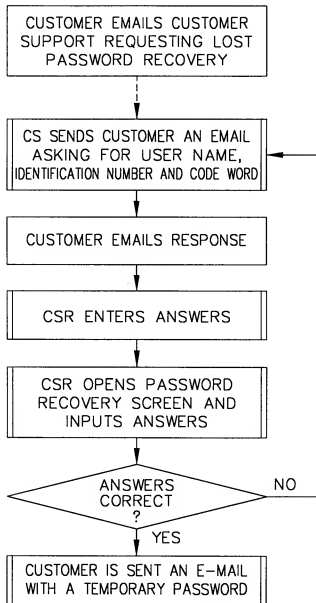 CUSTOMER EMAILS CUSTOMER
SUPPORT REQUESTING LOST
PASSWORD RECOVERY
CS SENDS CUSTOMER AN EMAIL
ASKING FOR USER NAME,
IDENTIFICATION NUMBER AND CODE WORD
CUSTOMER EMAILS RESPONSE
CSR ENTERS ANSWERS
CSR OPENS PASSWORD
RECOVERY SCREEN AND
INPUTS ANSWERS
ANSWERS
CORRECT
?
NO
YES
CUSTOMER IS SENT AN E-MAIL
WITH A TEMPORARY PASSWORD